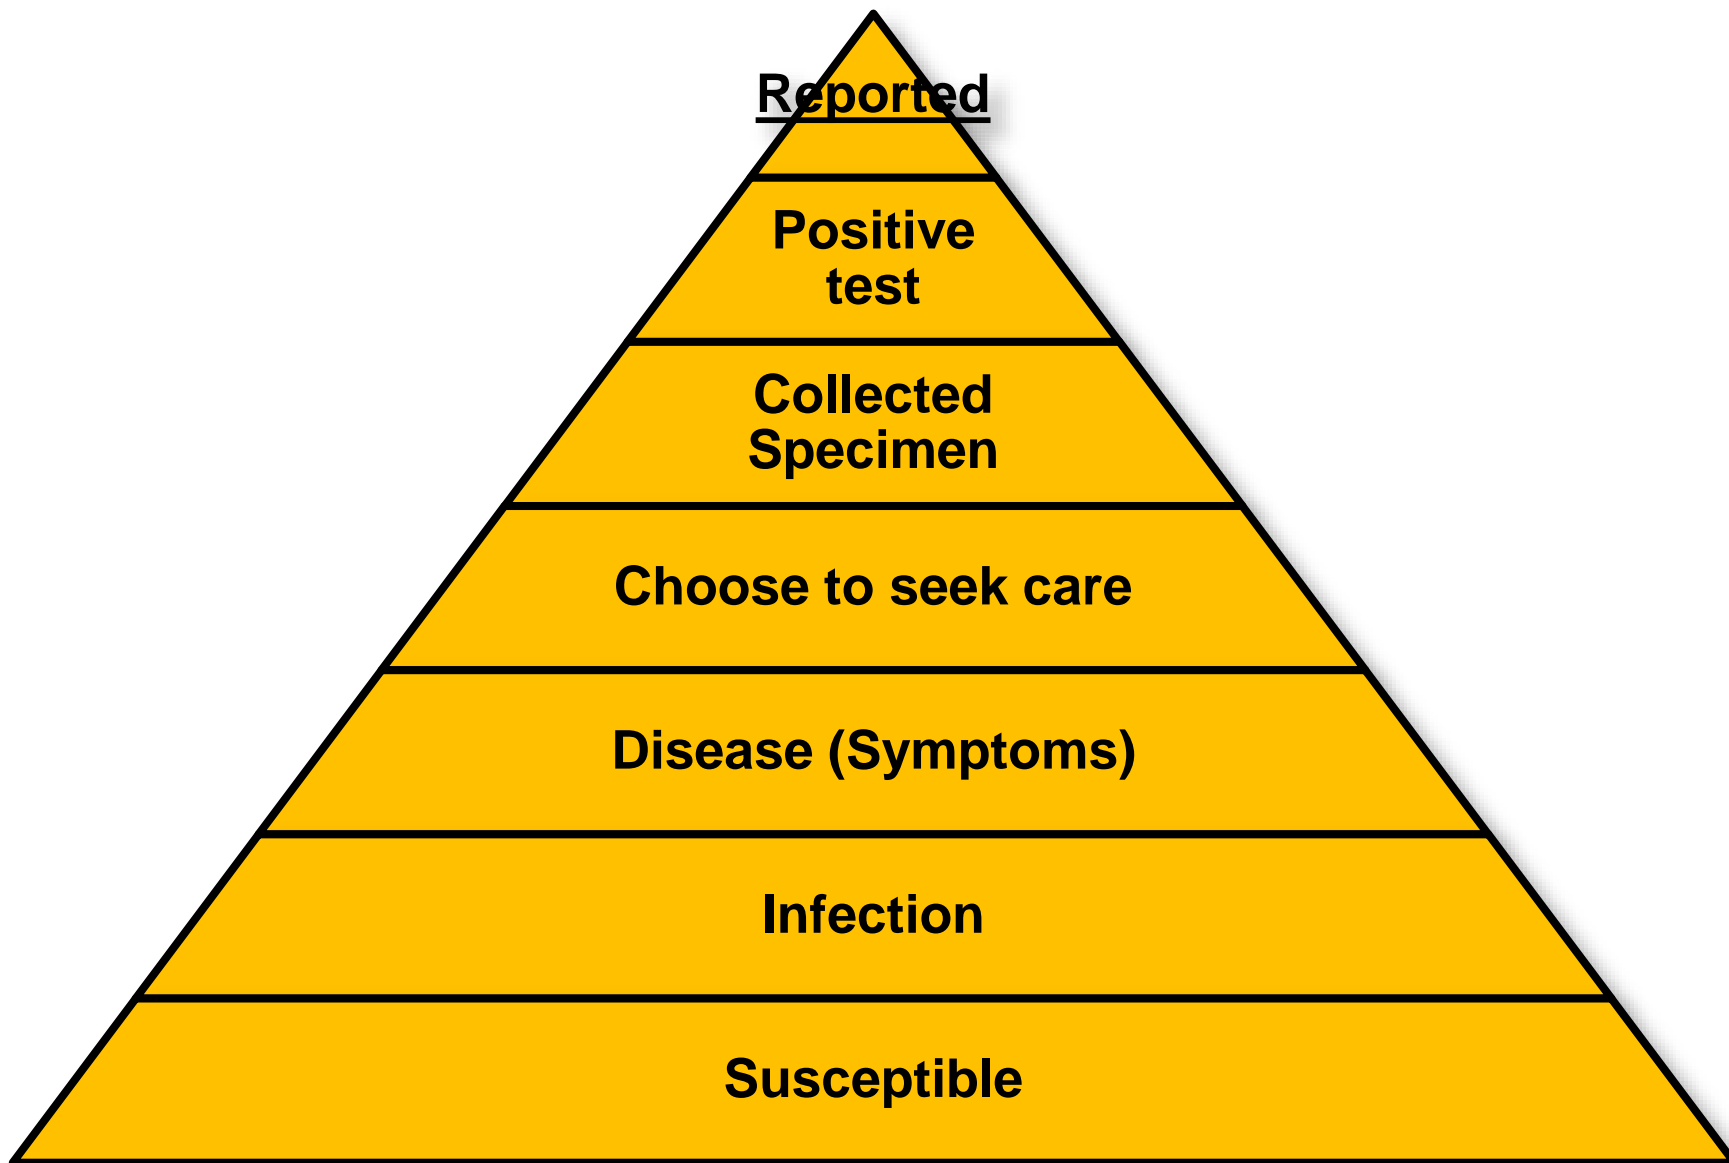 Reported
Positive
test
Collected
Specimen
Choose to seek care
Disease (Symptoms)
Infection
Susceptible